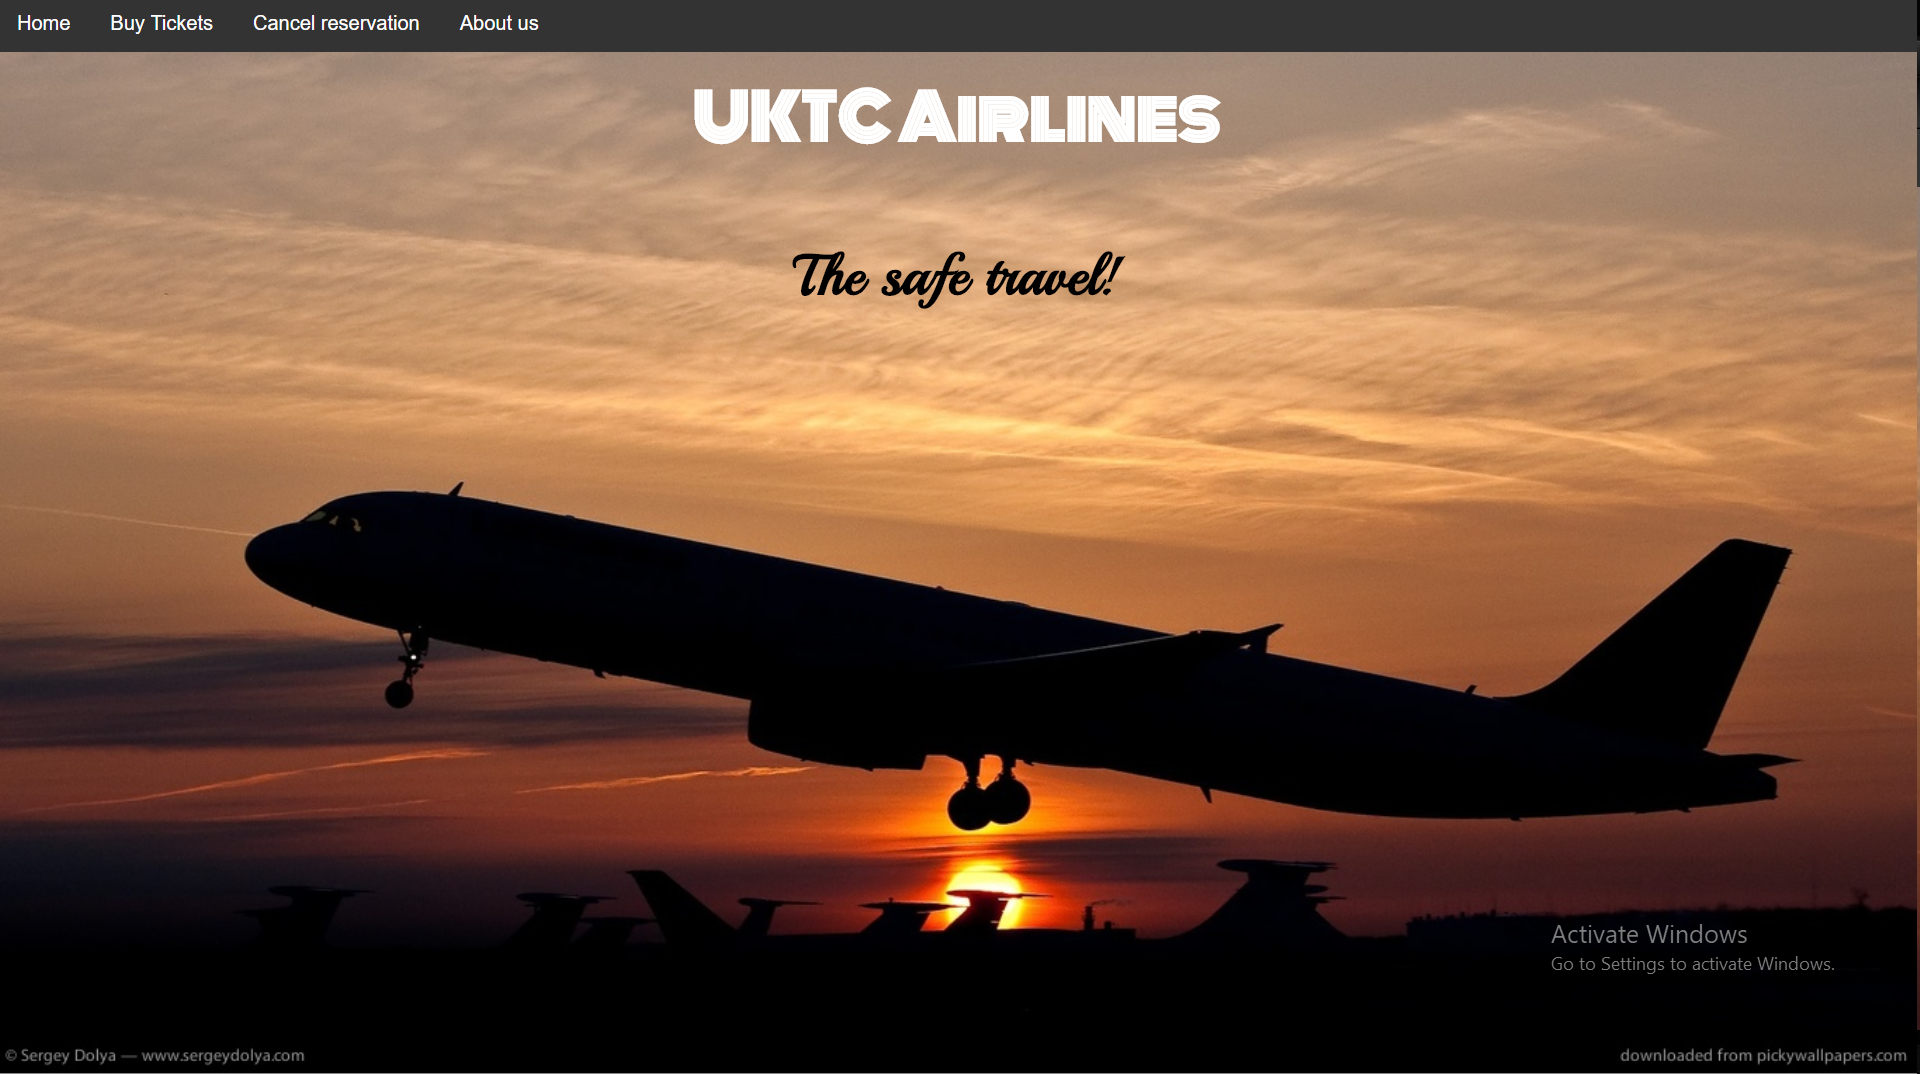 Home Buy Tickets Cancel reservation About us
UKTC AIRLINES
The safe travel!
Activate Windows
Go to Settings to activate Windows.
© Sergey Dolya — www.sergeydolya.com
downloaded from pickywallpapers.com